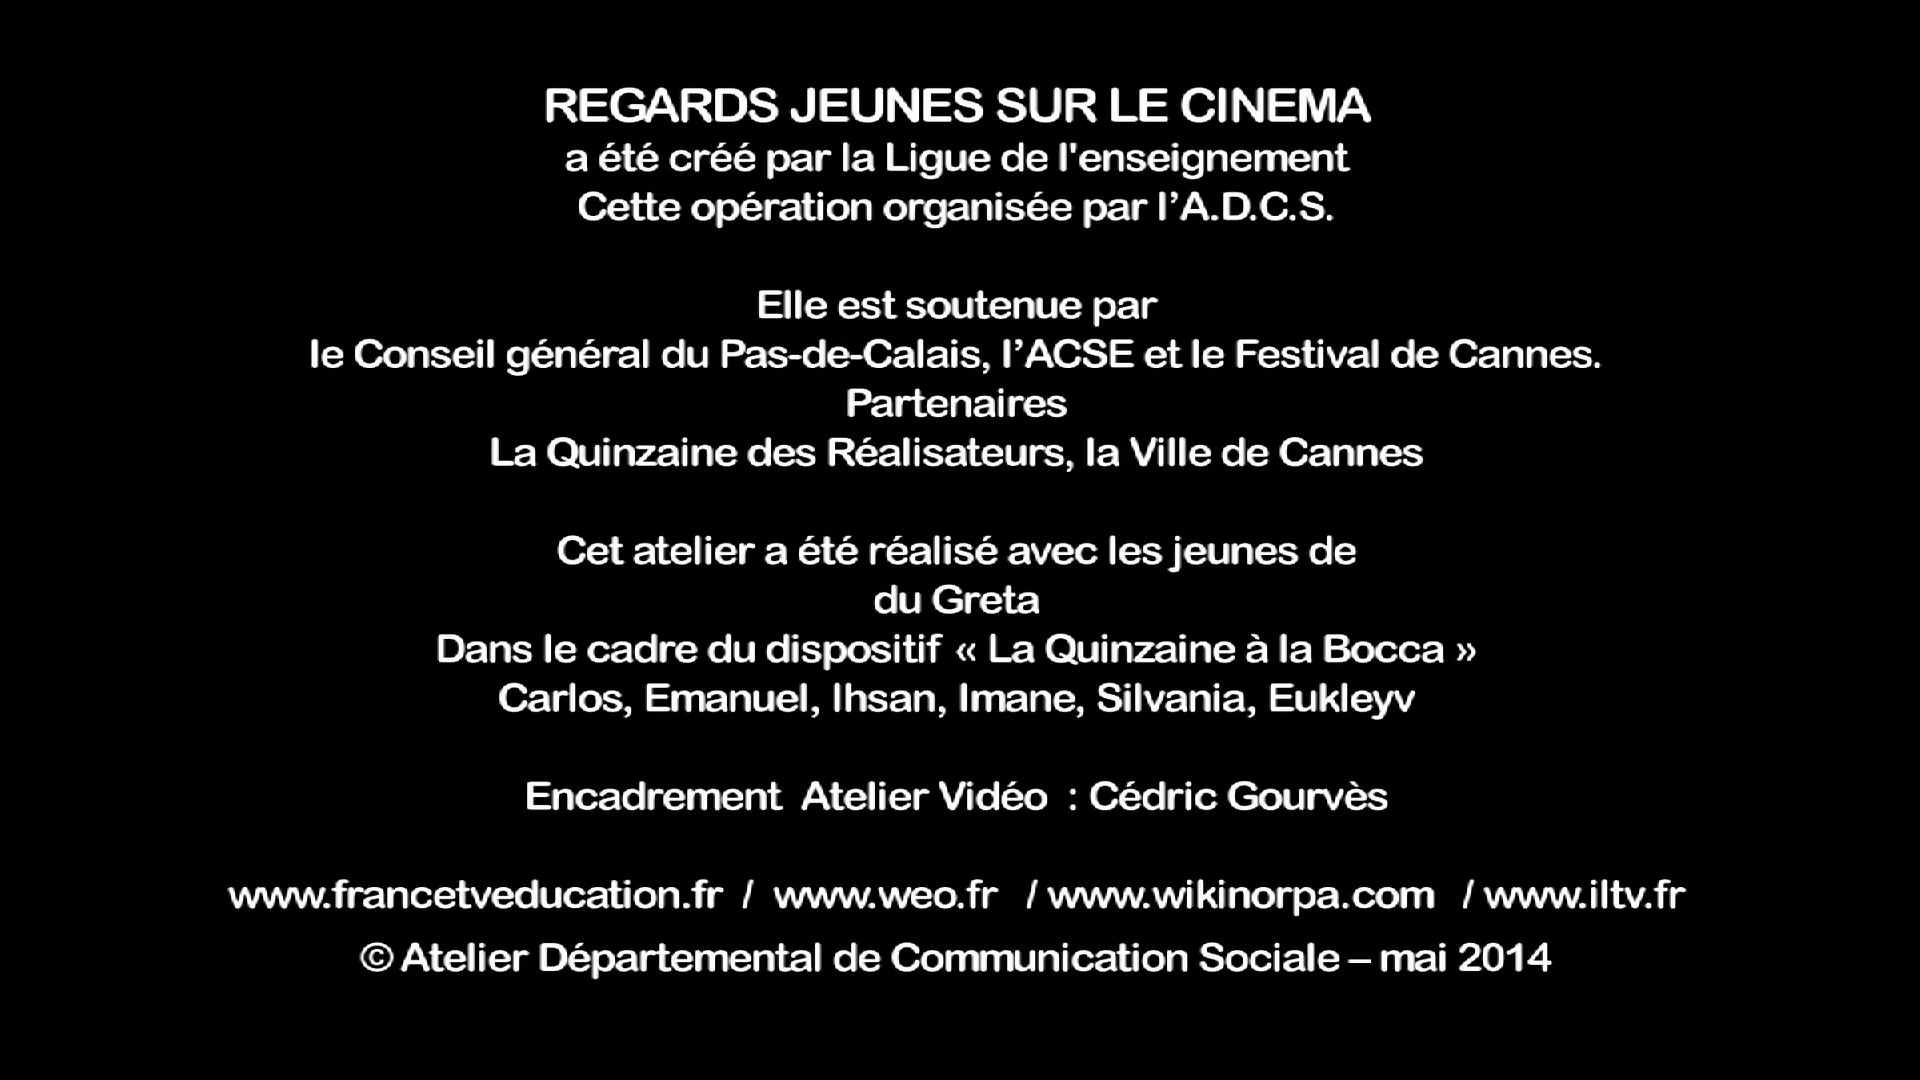 REGARDS JEUNES SUR LE CINEMA
a été créé par la Ligue de l'enseignement
Cette opération organisée par l’A.D.C.S.
Elle est soutenue par
le Conseil général du Pas-de-Calais, l’ACSE et le Festival de Cannes.
Partenaires
La Quinzaine des Réalisateurs, la Ville de Cannes
Cet atelier a été réalisé avec les jeunes de
du Greta
Dans le cadre du dispositif « La Quinzaine à la Bocca »
Carlos, Emanuel, Ihsan, Imane, Silvania, Eukleyv
Encadrement  Atelier Vidéo  : Cédric Gourvès
www.francetveducation.fr  /  www.weo.fr   / www.wikinorpa.com   / www.iltv.fr
© Atelier Départemental de Communication Sociale – mai 2014